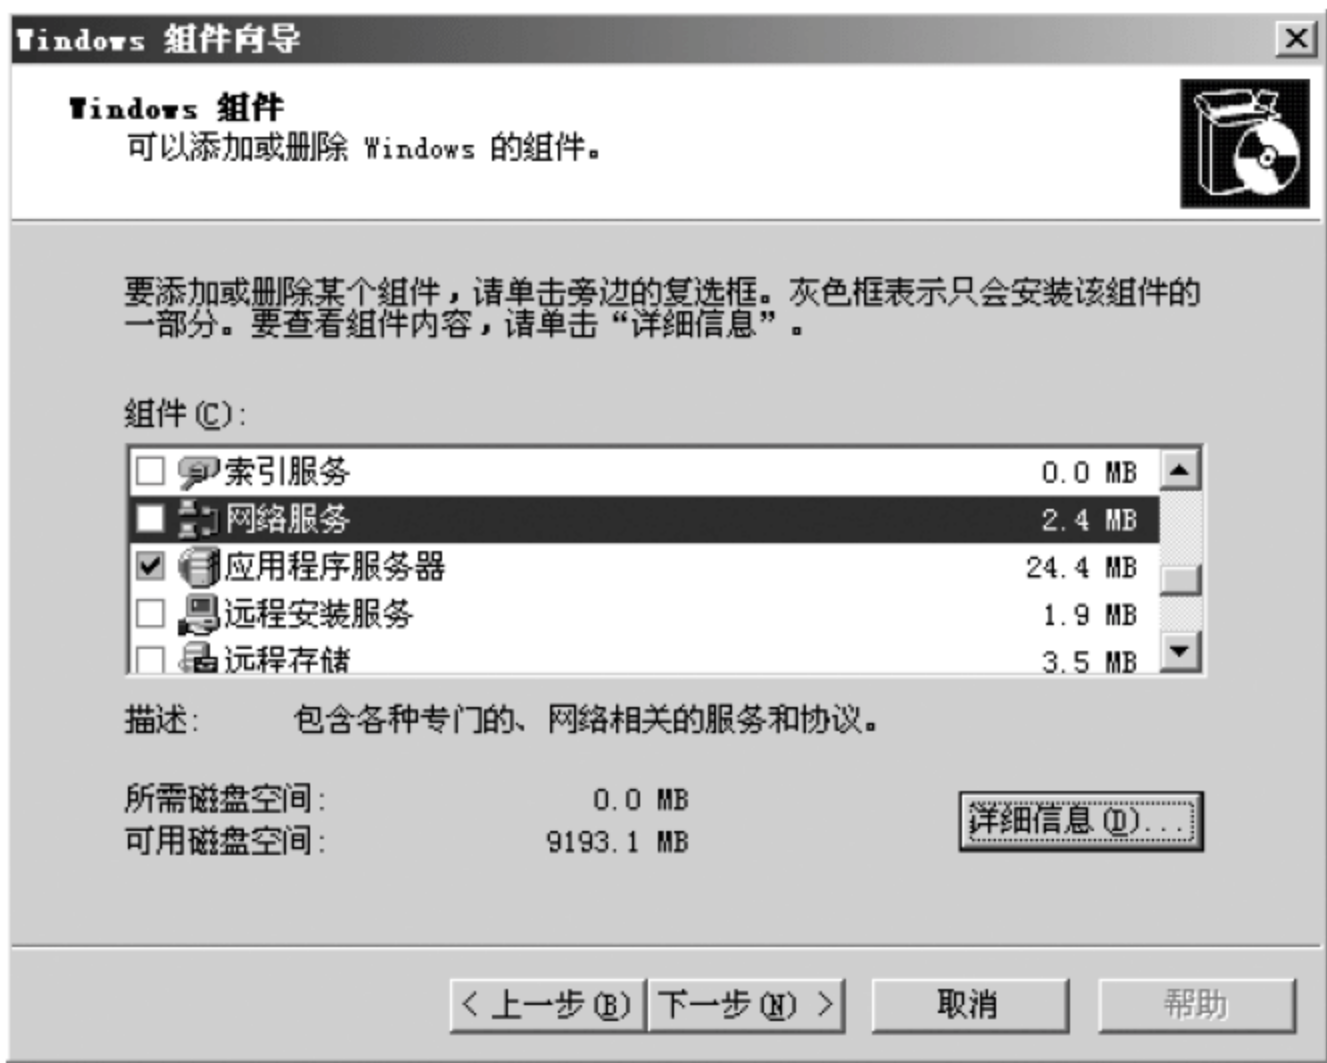 Windows 组件向导
Windows 组件
可以添加或删除 Windows 的组件。
要添加或删除某个组件，请单击旁边的复选框。灰色框表示只会安装该组件的
一部分。要查看组件内容，请单击“详细信息”。
组件(C):
索引服务 0.0 MB
网络服务 2.4 MB
应用程序服务器 24.4 MB
远程安装服务 1.9 MB
远程存储 3.5 MB
描述: 包含各种专门的、网络相关的服务和协议。
所需磁盘空间: 0.0 MB
可用磁盘空间: 9193.1 MB
详细信息(D)...
< 上一步(B) 下一步(N) > 取消 帮助